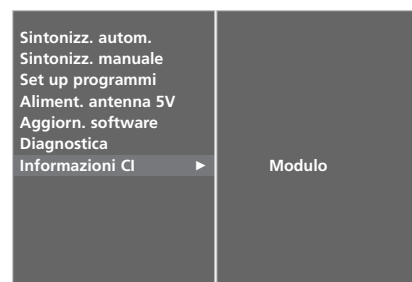 Sintonizz. autom.
Sintonizz. manuale
Set up programmi
Aliment. antenna 5V
Aggiorn. software
Diagnostica
Informazioni CI ► Modulo